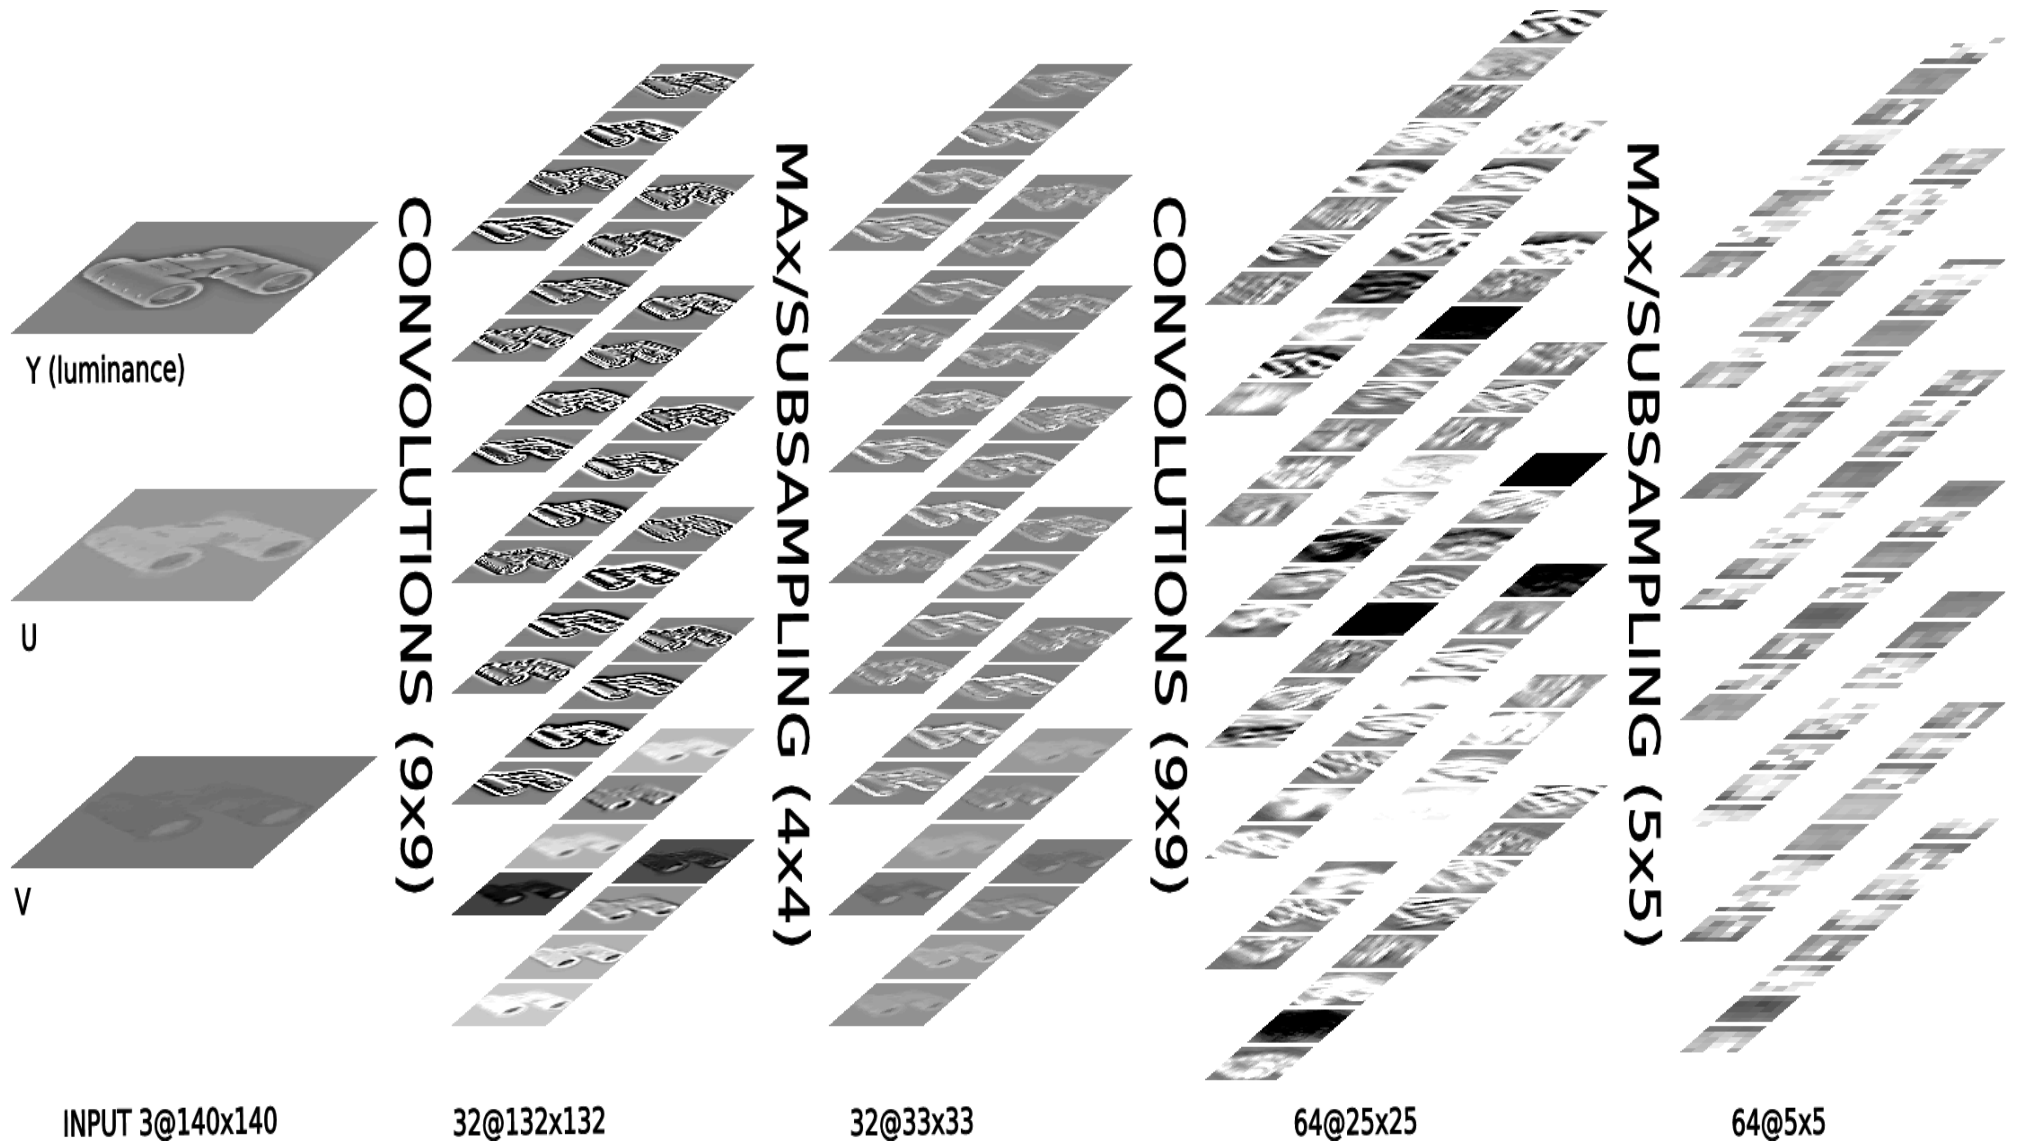 Y (luminance)
U
V
CONVOLUTIONS (9x9)
MAx/SUBSAMPLING (4x4)
CONVOLUTIONS (9x9)
MAx/SUBSAMPLING (5x5)
INPUT 3@140x140
32@132x132
32@33x33
64@25x25
64@5x5